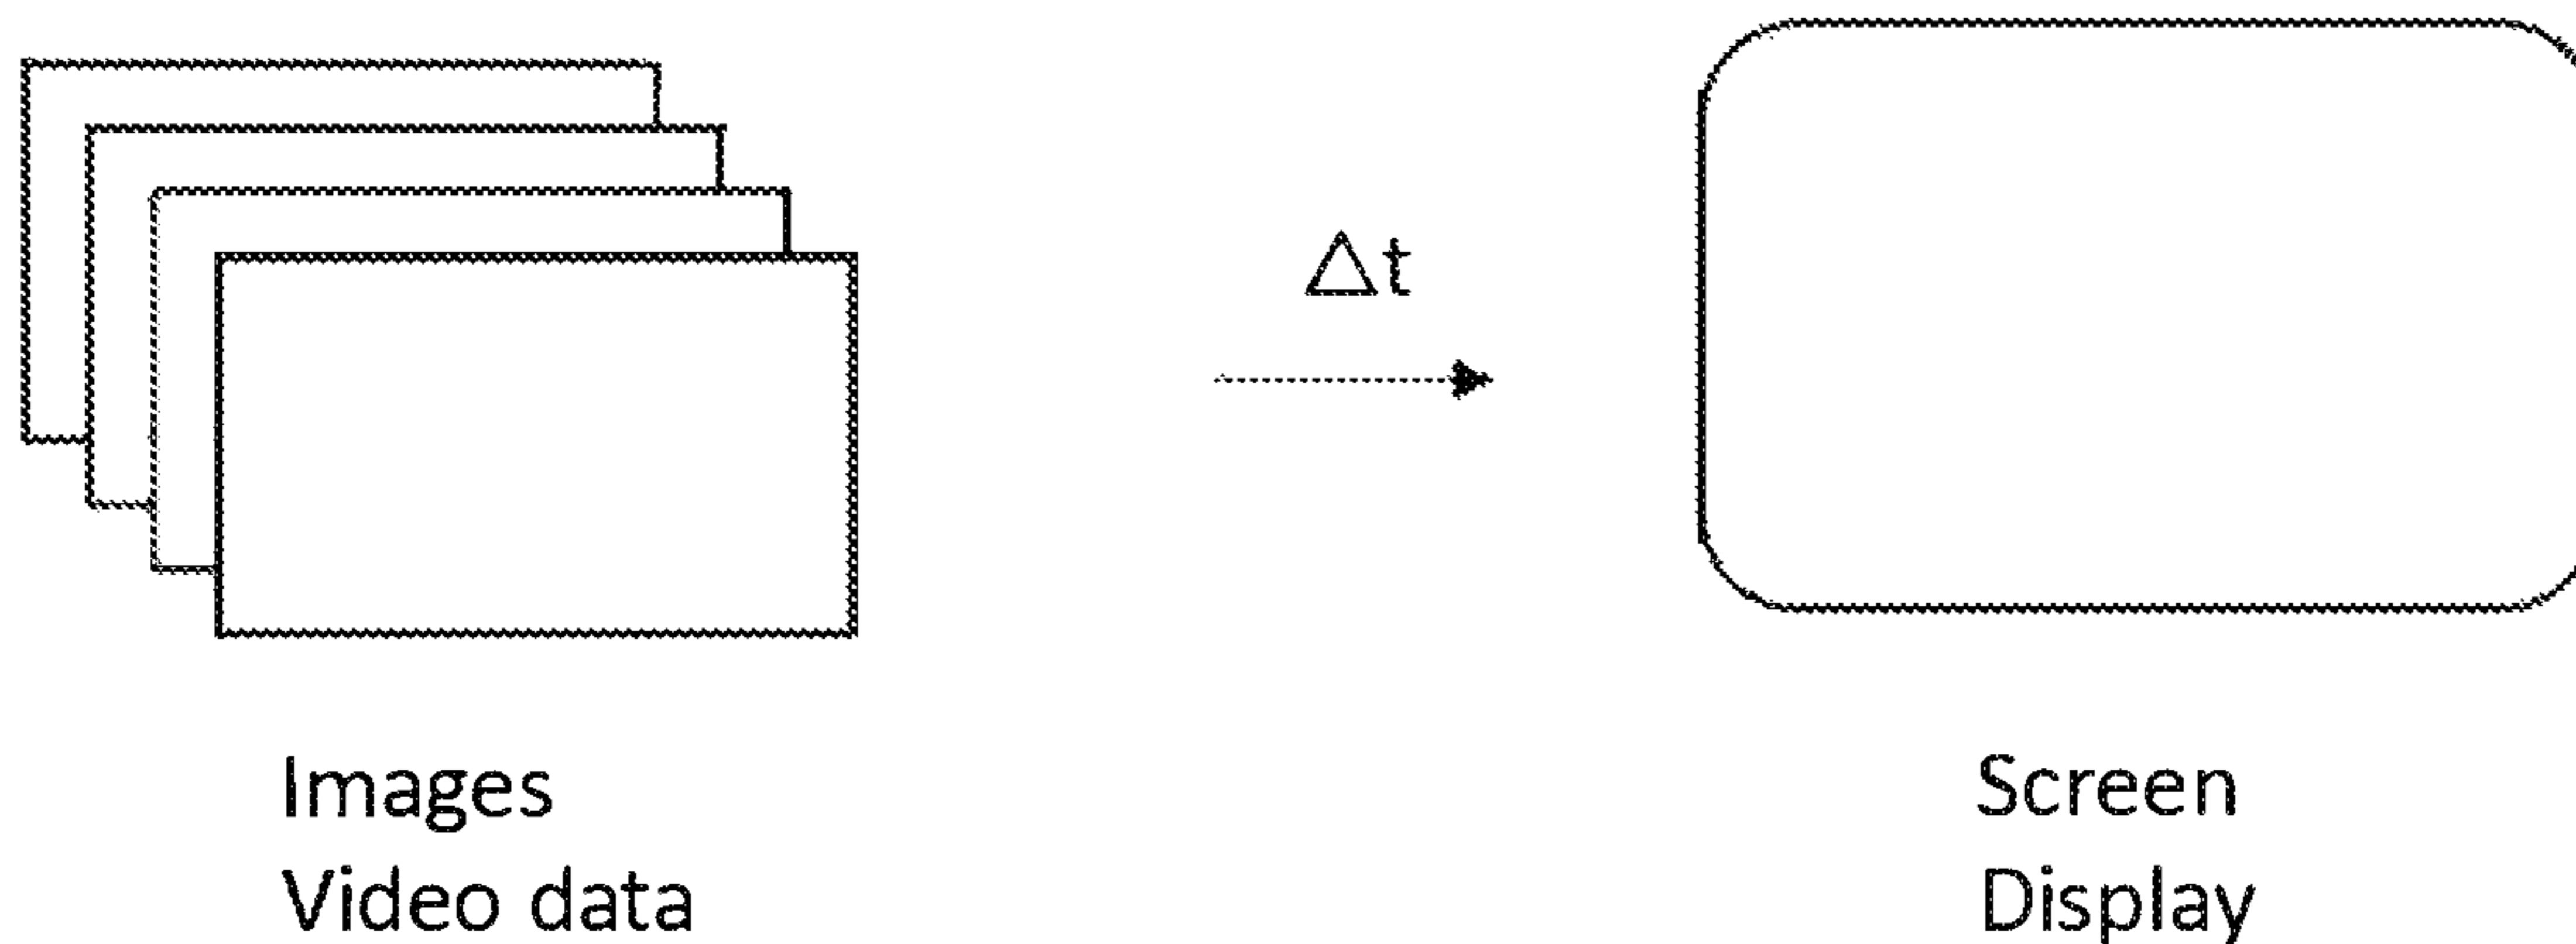 Δt
Images
Video data
Screen
Display